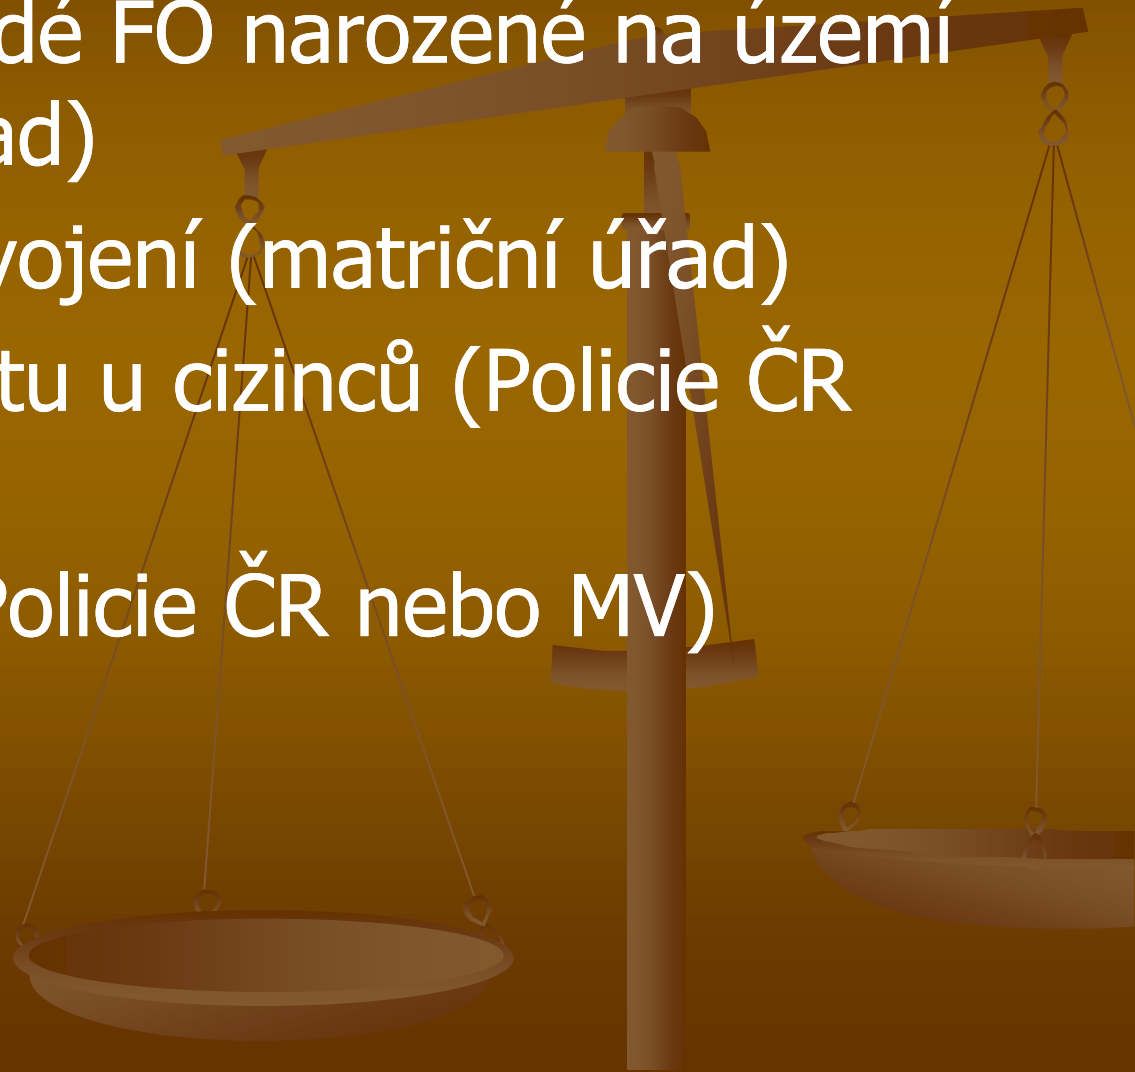 dé FO narozené na území
ad)
vojení (matriční úřad)
tu u cizinců (Policie ČR
Policie ČR nebo MV)